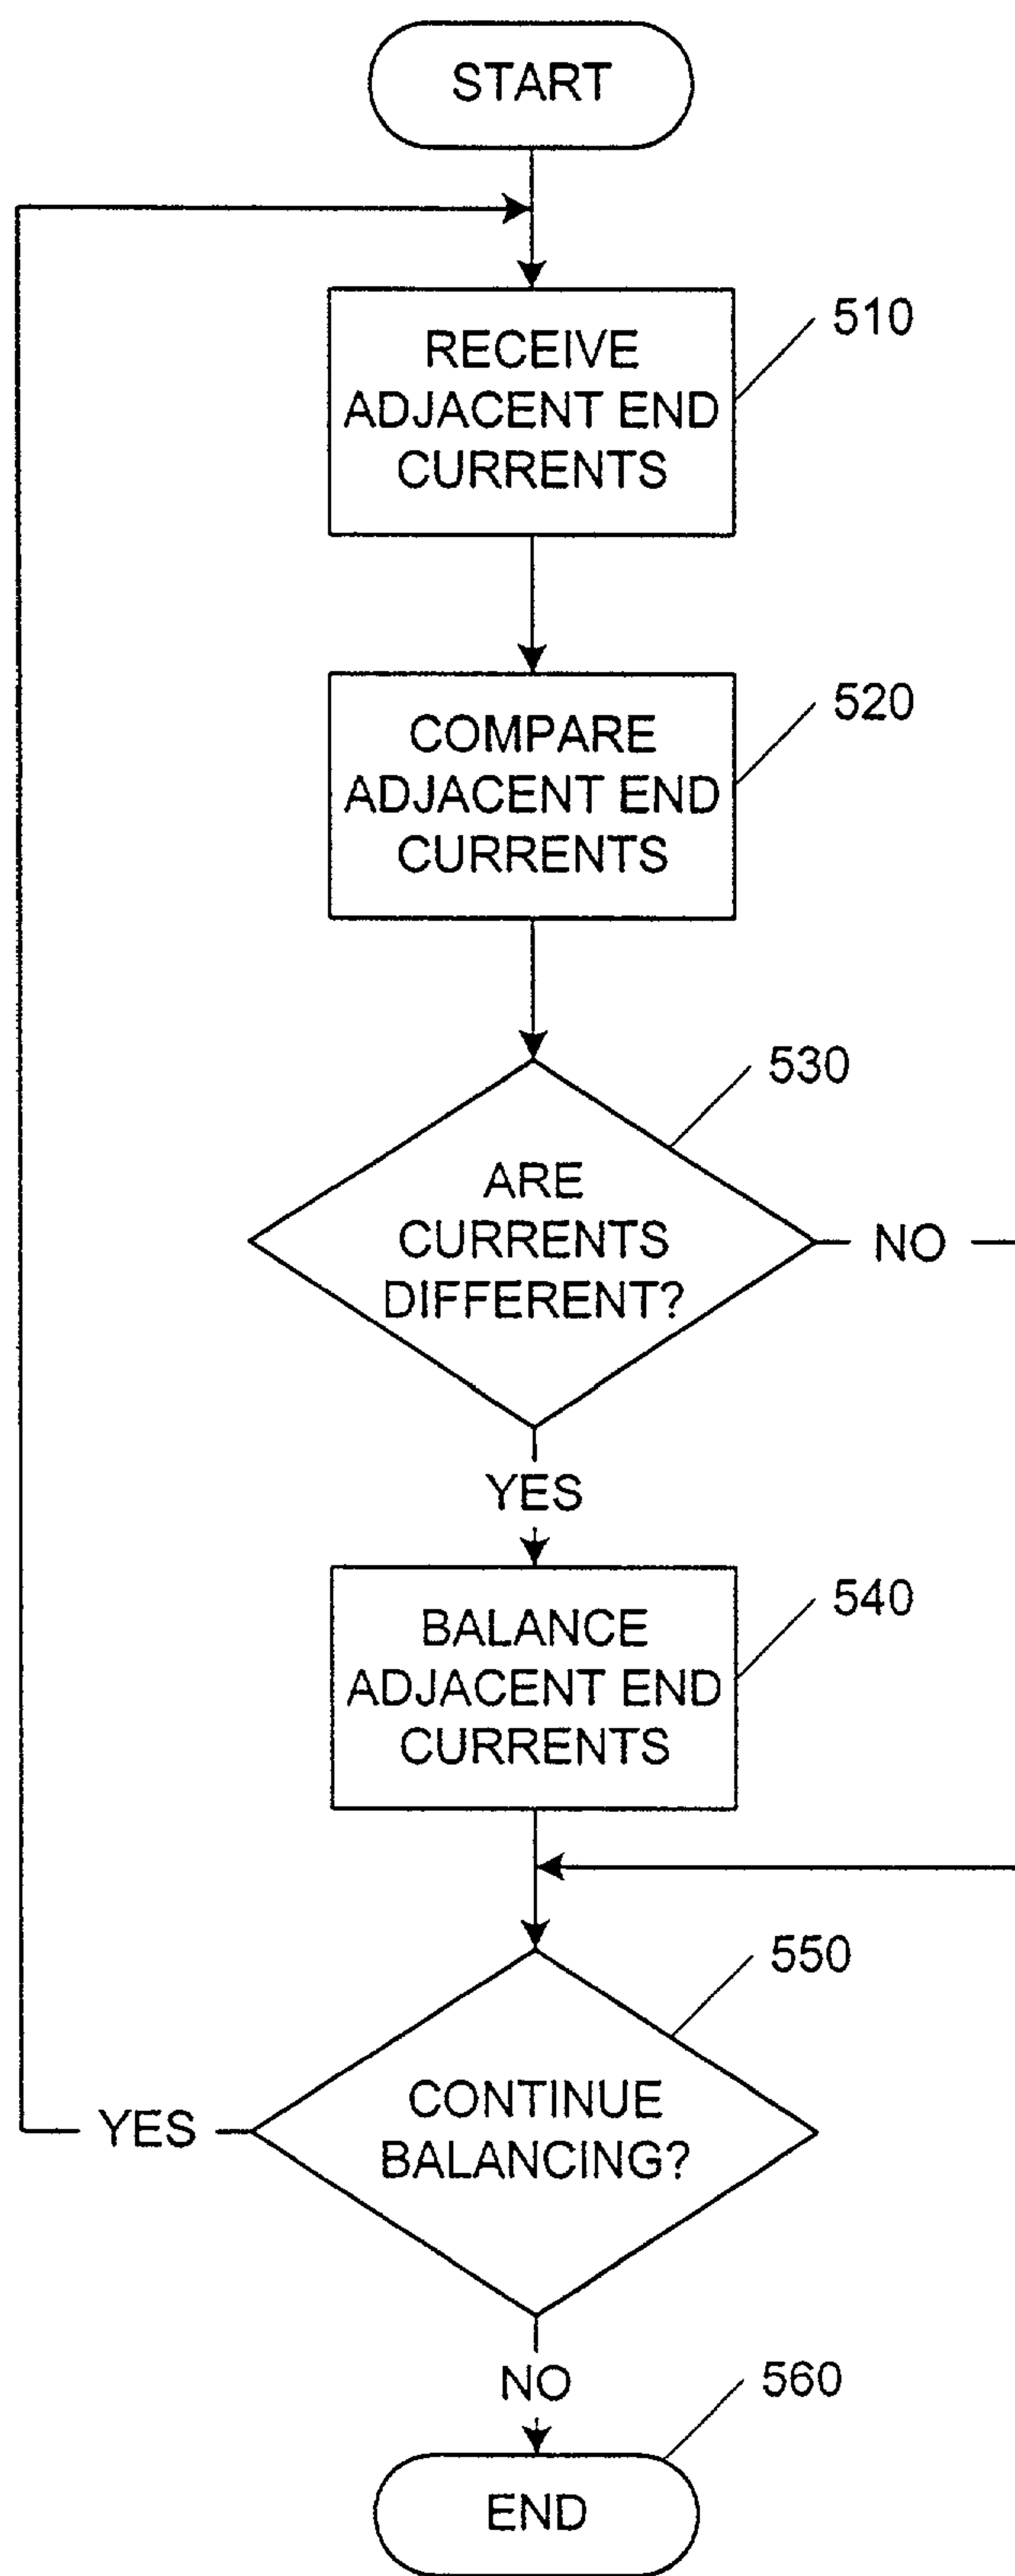 START
510
RECEIVE
ADJACENT END
CURRENTS
520
COMPARE
ADJACENT END
CURRENTS
530
ARE
CURRENTS
DIFFERENT?
NO
YES
540
BALANCE
ADJACENT END
CURRENTS
550
CONTINUE
BALANCING?
YES
NO
560
END